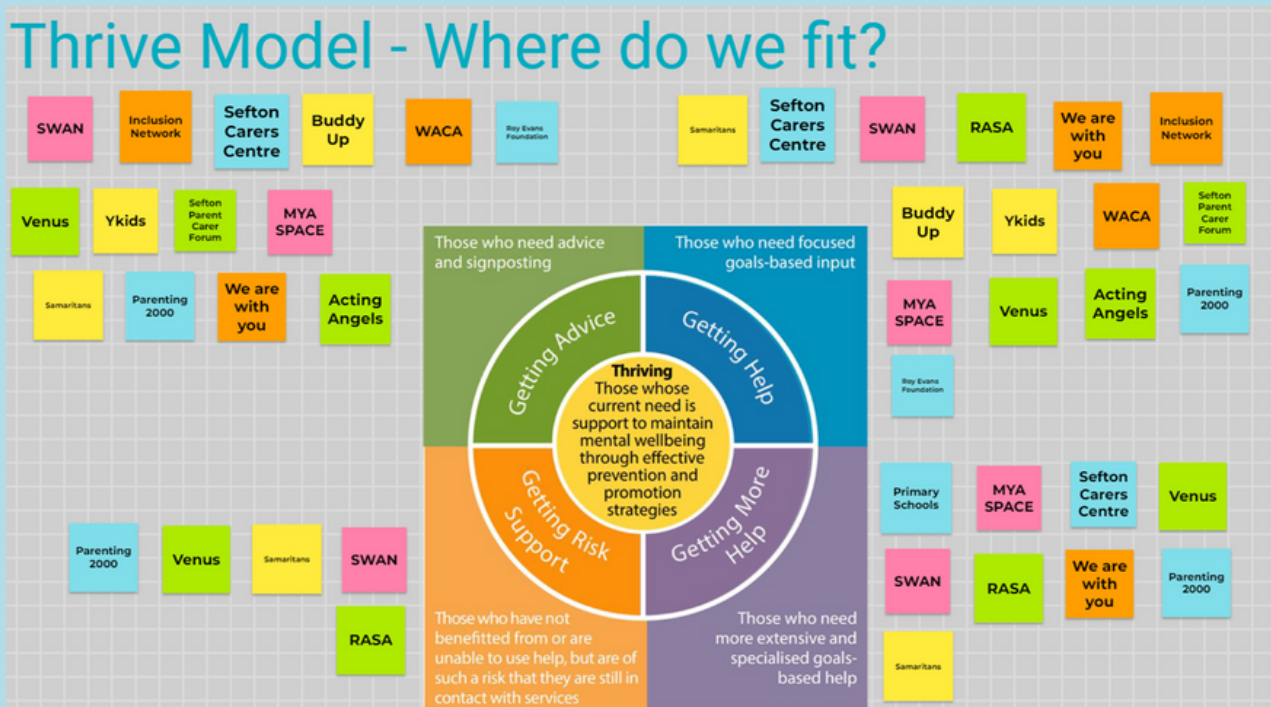 Thrive Model - Where do we fit?
SWAN
Inclusion
Network
Sefton
Carers
Centre
Buddy
Up
WACA
Roy Evans
Foundation
Samaritans
Sefton
Carers
Centre
SWAN
RASA
We are
with
you
Inclusion
Network
Venus
Ykids
Sefton
Parent
Carer
Forum
MYA
SPACE
Buddy
Up
Ykids
WACA
Sefton
Parent
Carer
Forum
Samaritans
Parenting
2000
We are
with
you
Acting
Angels
MYA
SPACE
Venus
Acting
Angels
Parenting
2000
Roy Evans
Foundation
Those who need advice
and signposting
Those who need focused
goals-based input
Getting Advice
Getting Help
Thriving
Those whose
current need is
support to maintain
mental wellbeing
through effective
prevention and
promotion
strategies
Getting Risk
Support
Getting More
Help
Those who have not
benefitted from or are
unable to use help, but are of
such a risk that they are still in
contact with services
Those who need
more extensive and
specialised goals-
based help
Parenting
2000
Venus
Samaritans
SWAN
RASA
Primary
Schools
MYA
SPACE
Sefton
Carers
Centre
Venus
SWAN
RASA
We are
with
you
Parenting
2000
Samaritans